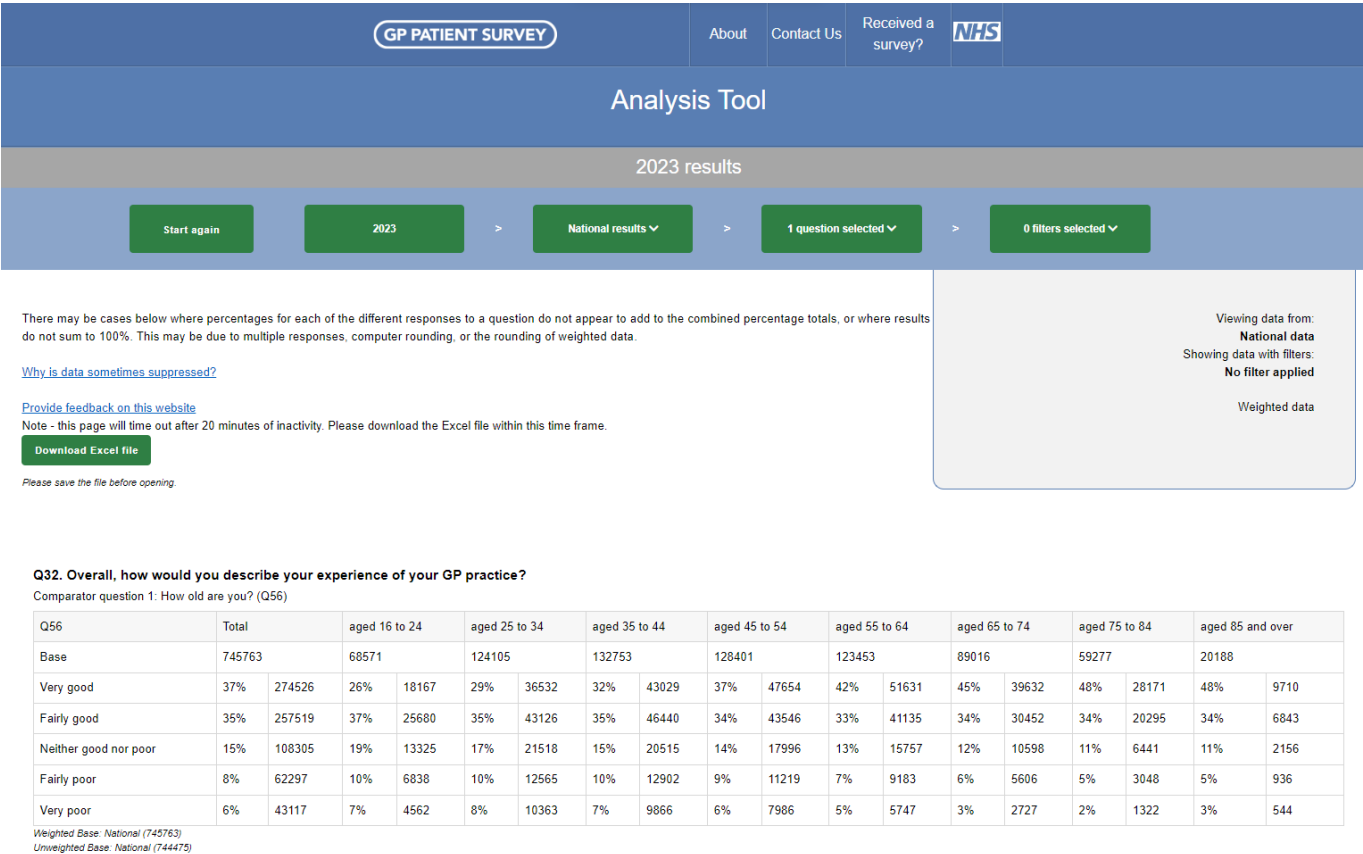 GP PATIENT SURVEY
About
Contact Us
Received a
survey?
NHS
Analysis Tool
2023 results
Start again
2023
>
National results
>
1 question selected
>
0 filters selected
There may be cases below where percentages for each of the different responses to a question do not appear to add to the combined percentage totals, or where results
do not sum to 100%. This may be due to multiple responses, computer rounding, or the rounding of weighted data.
Why is data sometimes suppressed?
Provide feedback on this website
Note - this page will time out after 20 minutes of inactivity. Please download the Excel file within this time frame.
Download Excel file
Please save the file before opening.
Viewing data from:
National data
Showing data with filters:
No filter applied
Weighted data
Q32. Overall, how would you describe your experience of your GP practice?
Comparator question 1: How old are you? (Q56)
Q56 Total aged 16 to 24 aged 25 to 34 aged 35 to 44 aged 45 to 54 aged 55 to 64 aged 65 to 74 aged 75 to 84 aged 85 and over
Base 745763 68571 124105 132753 128401 123453 89016 59277 20188
Very good 37% 274526 26% 18167 29% 36532 32% 43029 37% 47654 42% 51631 45% 39632 48% 28171 48% 9710
Fairly good 35% 257519 37% 25680 35% 43126 35% 46440 34% 43546 33% 41135 34% 30452 34% 20295 34% 6843
Neither good nor poor 15% 108305 19% 13325 17% 21518 15% 20515 14% 17996 13% 15757 12% 10598 11% 6441 11% 2156
Fairly poor 8% 62297 10% 6838 10% 12565 10% 12902 9% 11219 7% 9183 6% 5606 5% 3048 5% 936
Very poor 6% 43117 7% 4562 8% 10363 7% 9866 6% 7986 5% 5747 3% 2727 2% 1322 3% 544
Weighted Base: National (745763)
Unweighted Base: National (744475)